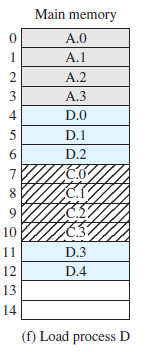 Main memory
0 A.0
1 A.1
2 A.2
3 A.3
4 D.0
5 D.1
6 D.2
7 C.0
8 C.1
9 C.2
10 C.3
11 D.3
12 D.4
13
14
(f) Load process D